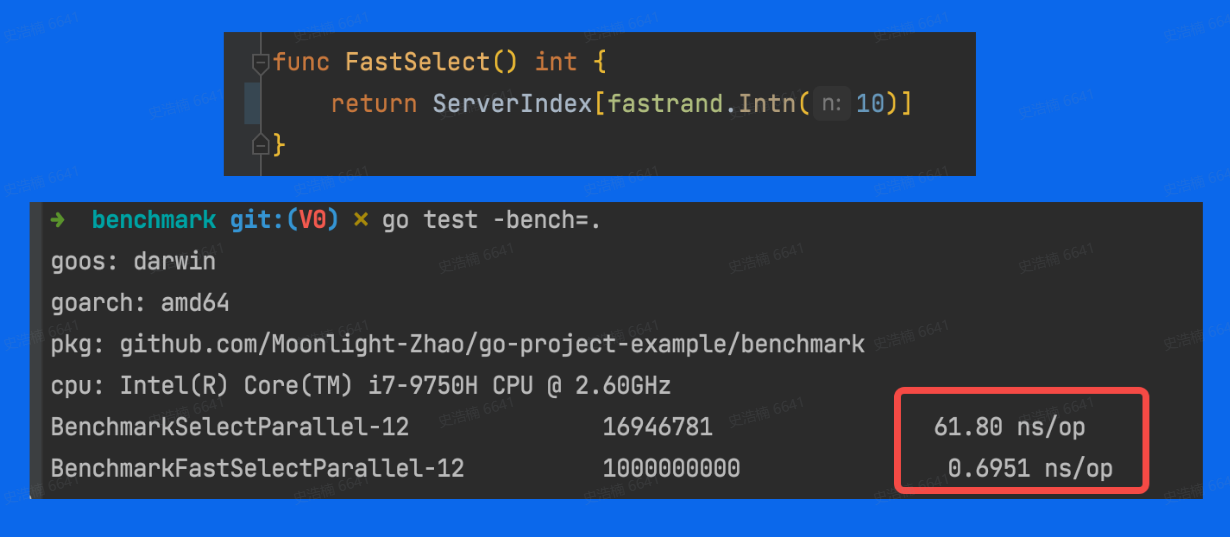 func FastSelect() int {
return ServerIndex[fastrand.Intn( n: 10)]
}
➜ benchmark git:(V0) × go test -bench=.
goos: darwin
goarch: amd64
pkg: github.com/Moonlight-Zhao/go-project-example/benchmark
cpu: Intel(R) Core(TM) i7-9750H CPU @ 2.60GHz
BenchmarkSelectParallel-12 16946781 61.80 ns/op
BenchmarkFastSelectParallel-12 1000000000 0.6951 ns/op
史浩楠 6641